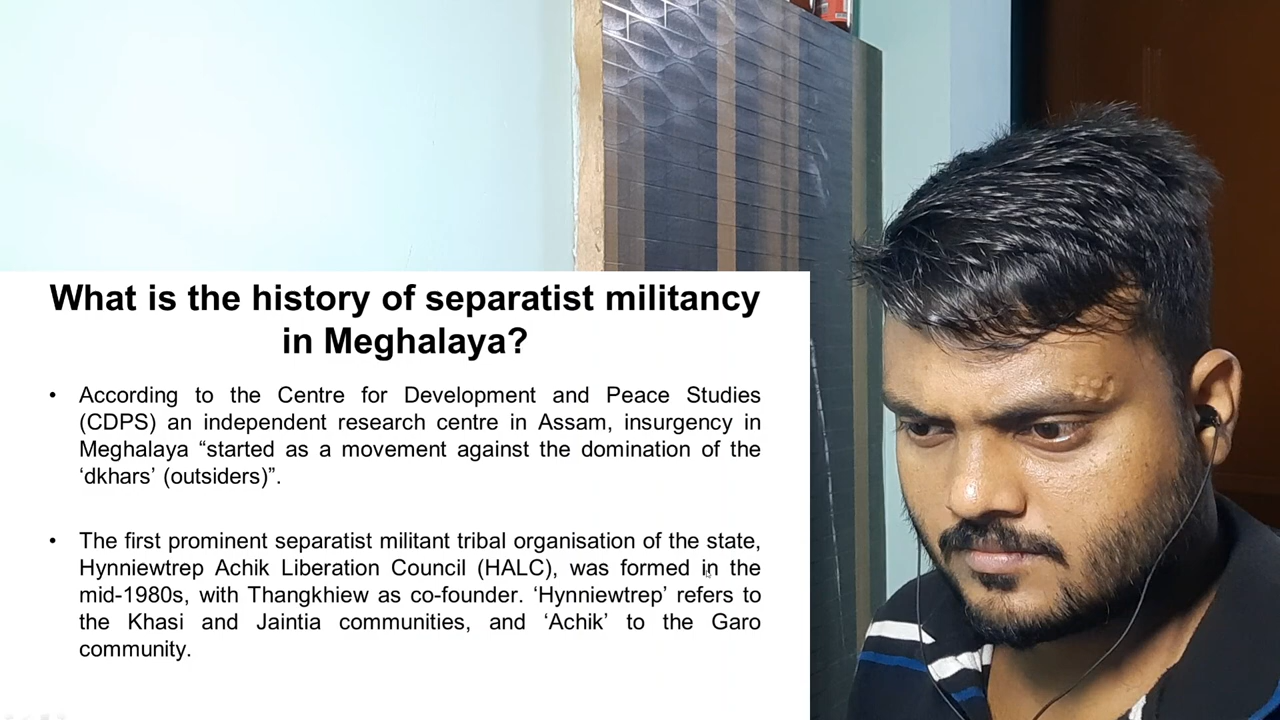 What is the history of separatist militancy
in Meghalaya?
• According to the Centre for Development and Peace Studies
(CDPS) an independent research centre in Assam, insurgency in
Meghalaya “started as a movement against the domination of the
‘dkhars’ (outsiders)”.
• The first prominent separatist militant tribal organisation of the state,
Hynniewtrep Achik Liberation Council (HALC), was formed in the
mid-1980s, with Thangkhiew as co-founder. ‘Hynniewtrep’ refers to
the Khasi and Jaintia communities, and ‘Achik’ to the Garo
community.